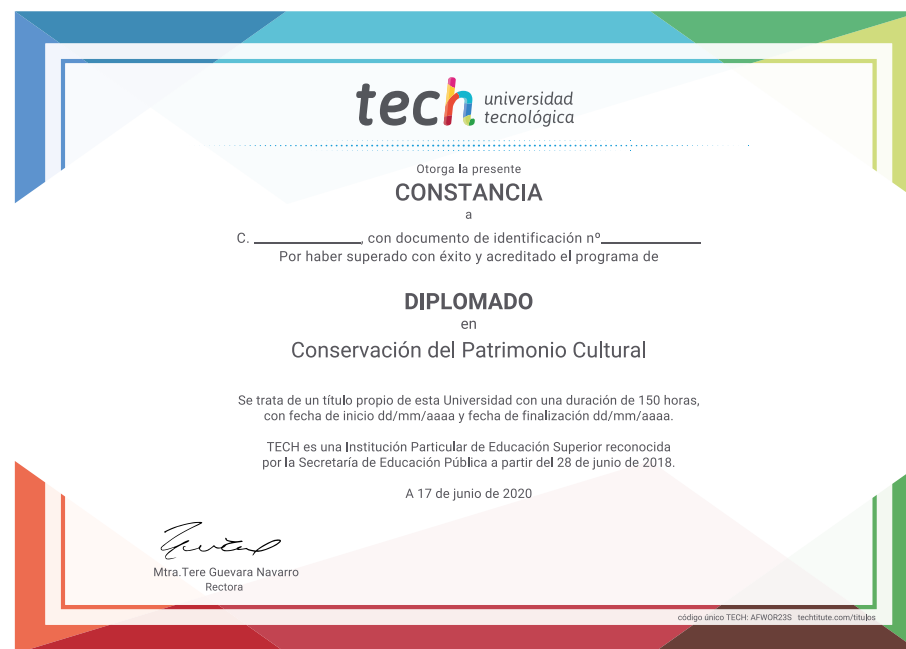 tech universidad
tecnológica
Otorga la presente
CONSTANCIA
a
C. ____________, con documento de identificación nº____________
Por haber superado con éxito y acreditado el programa de
DIPLOMADO
en
Conservación del Patrimonio Cultural
Se trata de un título propio de esta Universidad con una duración de 150 horas,
con fecha de inicio dd/mm/aaaa y fecha de finalización dd/mm/aaaa.
TECH es una Institución Particular de Educación Superior reconocida
por la Secretaría de Educación Pública a partir del 28 de junio de 2018.
A 17 de junio de 2020
Mtra.Tere Guevara Navarro
Rectora
código único TECH: AFWOR23S techtitute.com/titulos